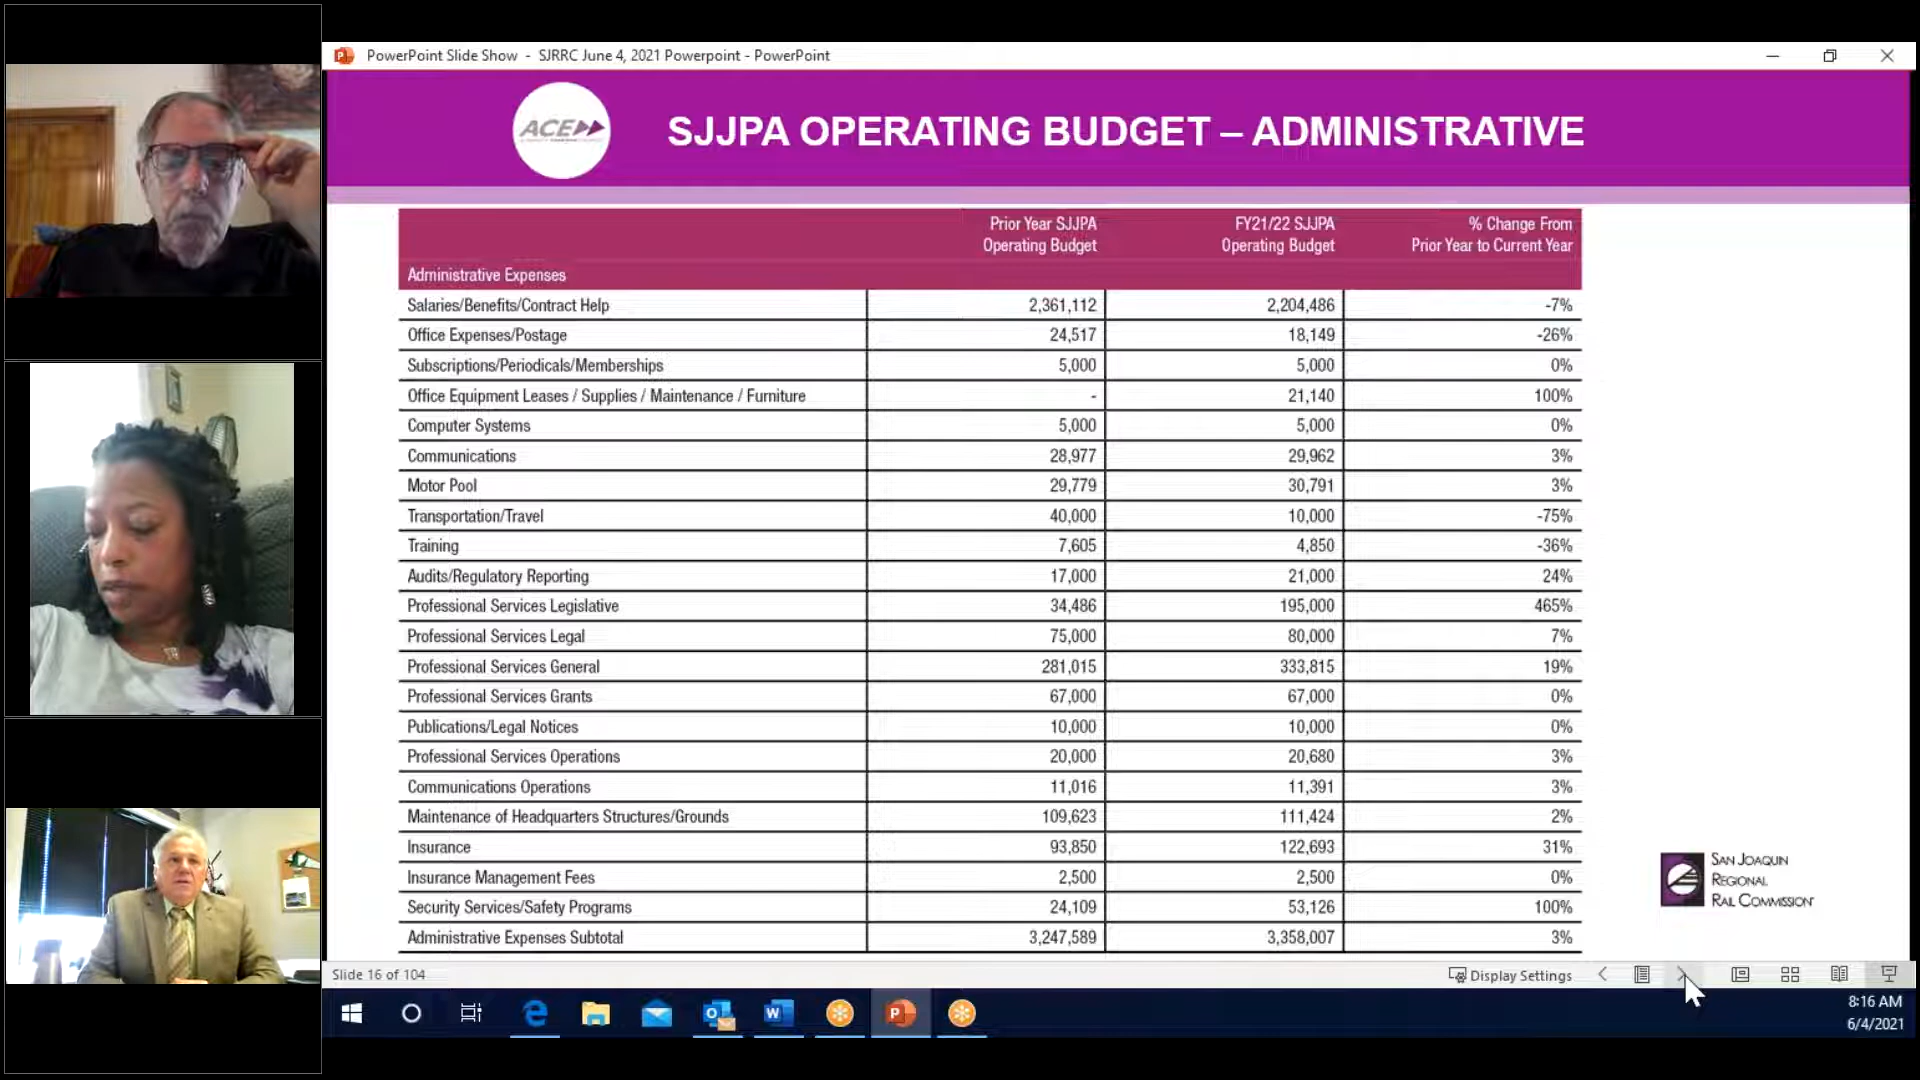 PowerPoint Slide Show - SJRRC June 4, 2021 Powerpoint - PowerPoint
ACE
SJJPA OPERATING BUDGET – ADMINISTRATIVE
Prior Year SJJPA Operating Budget
FY21/22 SJJPA Operating Budget
% Change From Prior Year to Current Year
Administrative Expenses
Salaries/Benefits/Contract Help 2,361,112 2,204,486 -7%
Office Expenses/Postage 24,517 18,149 -26%
Subscriptions/Periodicals/Memberships 5,000 5,000 0%
Office Equipment Leases / Supplies / Maintenance / Furniture - 21,140 100%
Computer Systems 5,000 5,000 0%
Communications 28,977 29,962 3%
Motor Pool 29,779 30,791 3%
Transportation/Travel 40,000 10,000 -75%
Training 7,605 4,850 -36%
Audits/Regulatory Reporting 17,000 21,000 24%
Professional Services Legislative 34,486 195,000 465%
Professional Services Legal 75,000 80,000 7%
Professional Services General 281,015 333,815 19%
Professional Services Grants 67,000 67,000 0%
Publications/Legal Notices 10,000 10,000 0%
Professional Services Operations 20,000 20,680 3%
Communications Operations 11,016 11,391 3%
Maintenance of Headquarters Structures/Grounds 109,623 111,424 2%
Insurance 93,850 122,693 31%
Insurance Management Fees 2,500 2,500 0%
Security Services/Safety Programs 24,109 53,126 100%
Administrative Expenses Subtotal 3,247,589 3,358,007 3%
SAN JOAQUIN
REGIONAL
RAIL COMMISSION
Slide 16 of 104
Display Settings
8:16 AM
6/4/2021